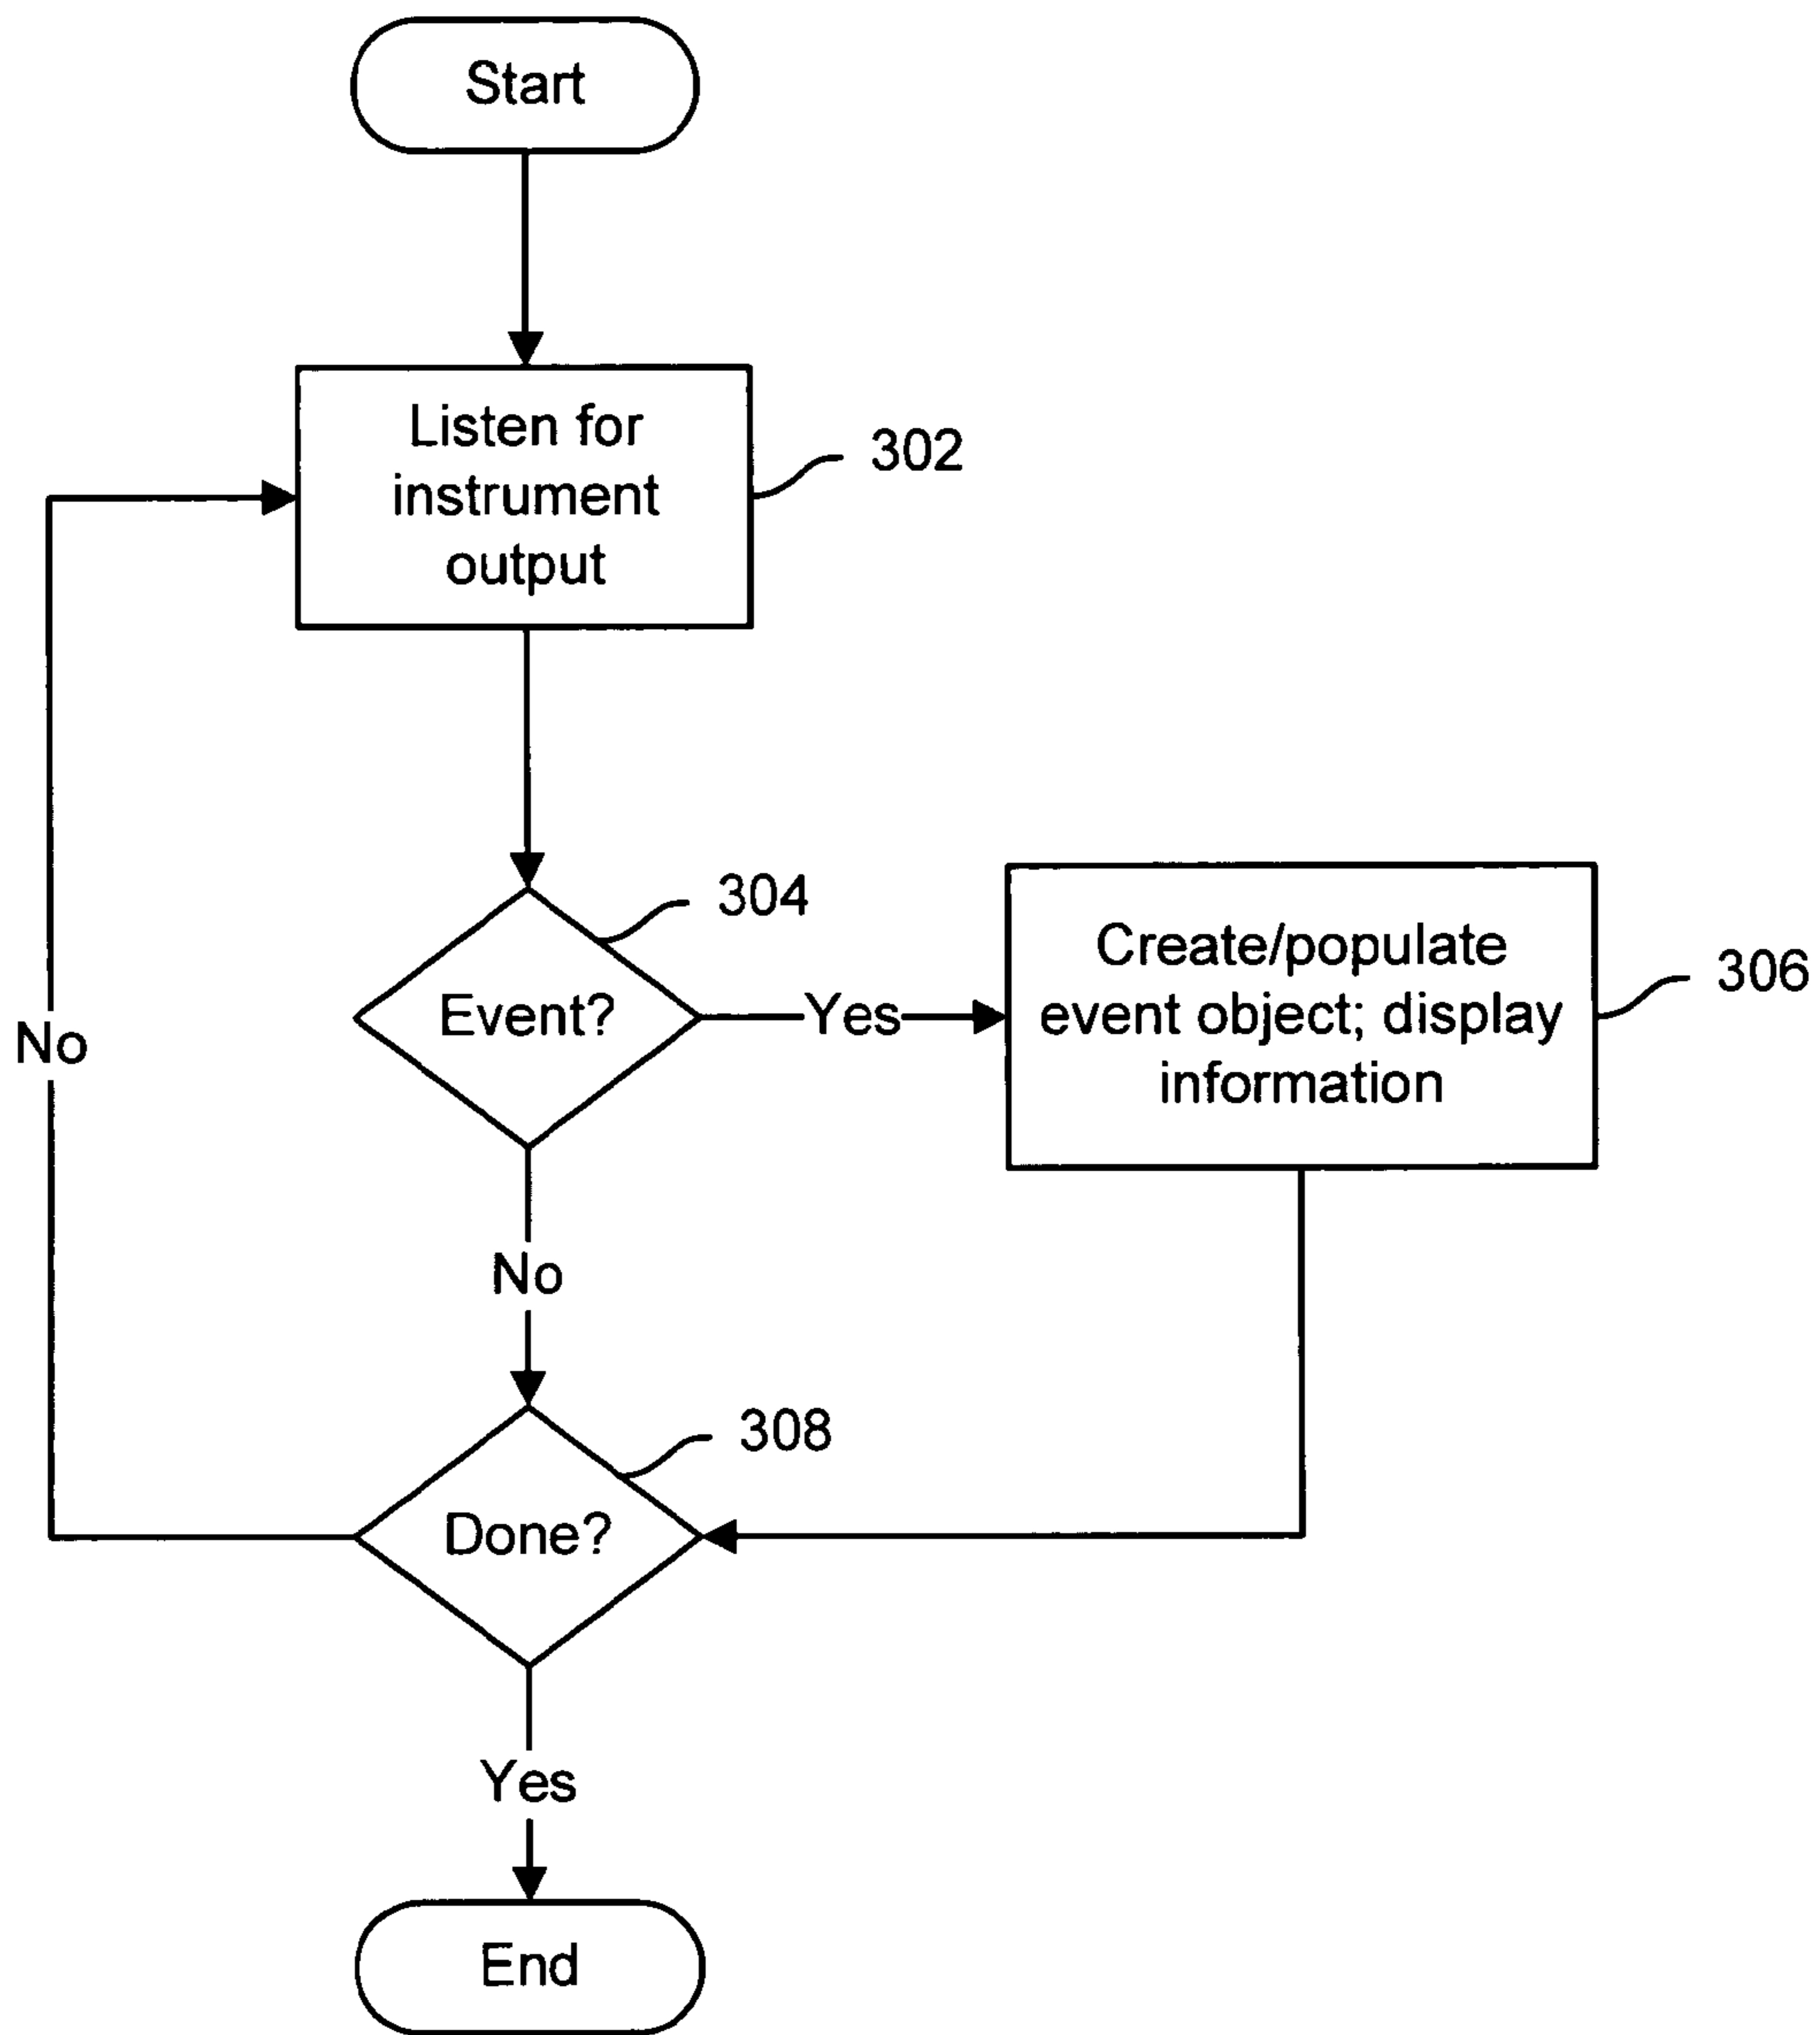 Start
Listen for
instrument
output
302
304
Event?
Yes
Create/populate
event object; display
information
306
No
No
308
Done?
Yes
End